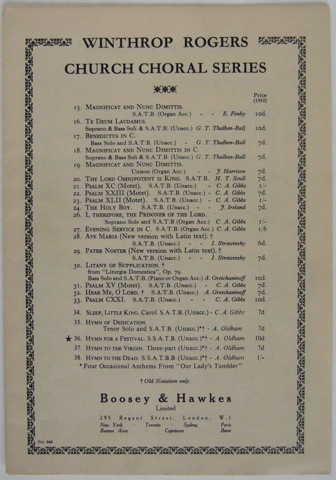 WINTHROP ROGERS
CHURCH CHORAL SERIES
Price
(1952)
15. MAGNIFICAT AND NUNC DIMITTIS.
S.A.T.B. (Organ Acc.) - - E. Fenby 10d.
16. TE DEUM LAUDAMUS.
Soprano & Bass Soli & S.A.T.B. (Unacc.) G. T. Thalben-Ball 10d.
17. BENEDICTUS IN C.
Bass Solo and S.A.T.B. (Unacc.) - G. T. Thalben-Ball 7d.
18. MAGNIFICAT AND NUNC DIMITTIS IN C.
Soprano & Bass Soli & S.A.T.B. (Unacc.) G. T. Thalben-Ball 7d.
19. MAGNIFICAT AND NUNC DIMITTIS.
Unison (Organ Acc.) - J. Harrison 7d.
20. THE LORD OMNIPOTENT IS KING. S.A.T.B. H. T. Snell 7d.
21. PSALM XC (Motet). S.A.T.B. (Unacc.) - C. A. Gibbs 1/-
22. PSALM XXIII (Motet). S.A.T.B. (Unacc.) - C. A. Gibbs 7d.
23. PSALM XLII (Motet). S.A.T.B. (Unacc.) - C. A. Gibbs
24. THE HOLY BOY. S.A.T.B. (Unacc.) - J. Ireland 7d.
26. I, THEREFORE, THE PRISONER OF THE LORD.
Soprano Solo and S.A.T.B (Organ Acc.) C. A. Gibbs 1/-
27. EVENING SERVICE IN C. S.A.T.B (Organ Acc.) C. A. Gibbs
28. AVE MARIA (New version with Latin text). †
S.A.T.B. (Unacc.) - - I. Strawinsky 6d.
29. PATER NOSTER (New version with Latin text). †
S.A.T.B. (Unacc.) - - I. Strawinsky 7d.
30. LITANY OF SUPPLICATION. †
from "Liturgia Domestica", Op. 79.
Bass Solo and S.A.T.B. (Piano or Organ Acc.) A. Gretchaninoff 10d.
31. PSALM XV (Motet). S.A.T.B. (Unacc.) - C. A. Gibbs 7d.
32. HEAR ME, O LORD. † S.A.T.B. (Unacc.) A. Gretchaninoff 7d.
33. PSALM CXXI. S.A.T.B. (Unacc.) - C. A. Gibbs 10d.
34. SLEEP, LITTLE KING. Carol. S.A.T.B. (Unacc.) - C. A. Gibbs 7d
35. HYMN OF DEDICATION.
Tenor Solo and S.A.T.B. (Unacc.)*† - A. Oldham 7d
★ 36. HYMN FOR A FESTIVAL. S.S.A.T.B. (Unacc.)*† - A. Oldham 10d
37. HYMN TO THE VIRGIN. Three-part (Unacc.)*† - A. Oldham 7d
38. HYMN TO THE DEAD. S.S.A.T.B.B. (Unacc.)*† - A. Oldham 1/-
* Four Occasional Anthems From "Our Lady's Tumbler"
† Old Notation only.
Boosey & Hawkes
Limited
295 Regent Street, London, W.1
New York · Toronto · Sydney · Paris
Buenos Aires Capetown Bonn